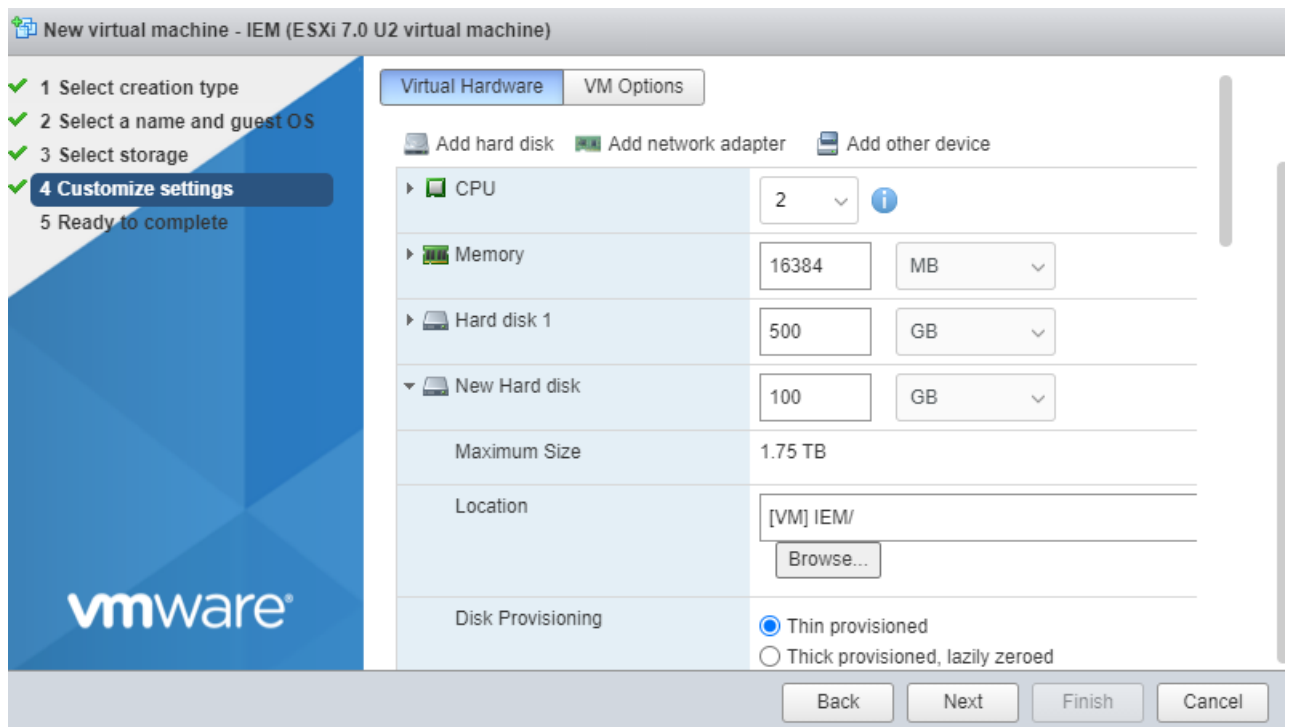 New virtual machine - IEM (ESXi 7.0 U2 virtual machine)
1 Select creation type
2 Select a name and guest OS
3 Select storage
4 Customize settings
5 Ready to complete
vmware®
Virtual Hardware VM Options
Add hard disk Add network adapter Add other device
CPU 2
Memory 16384 MB
Hard disk 1 500 GB
New Hard disk 100 GB
Maximum Size 1.75 TB
Location [VM] IEM/
Browse...
Disk Provisioning Thin provisioned
Thick provisioned, lazily zeroed
Back Next Finish Cancel